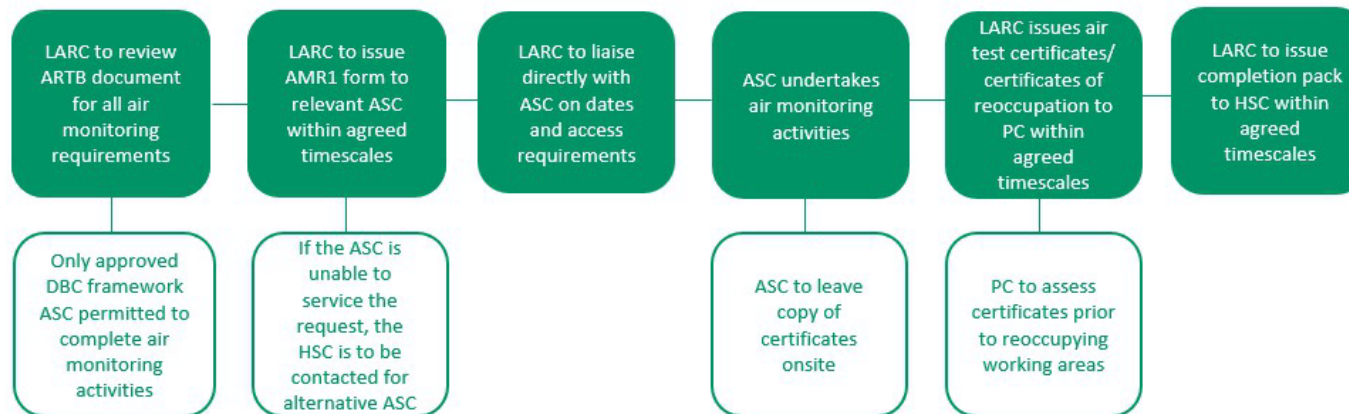 LARC to review
ARTB document
for all air
monitoring
requirements
LARC to issue
AMR1 form to
relevant ASC
within agreed
timescales
LARC to liaise
directly with
ASC on dates
and access
requirements
ASC undertakes
air monitoring
activities
LARC issues air
test certificates/
certificates of
reoccupation to
PC within
agreed
timescales
LARC to issue
completion pack
to HSC within
agreed
timescales
Only approved
DBC framework
ASC permitted to
complete air
monitoring
activities
If the ASC is
unable to
service the
request, the
HSC is to be
contacted for
alternative ASC
ASC to leave
copy of
certificates
onsite
PC to assess
certificates prior
to reoccupying
working areas